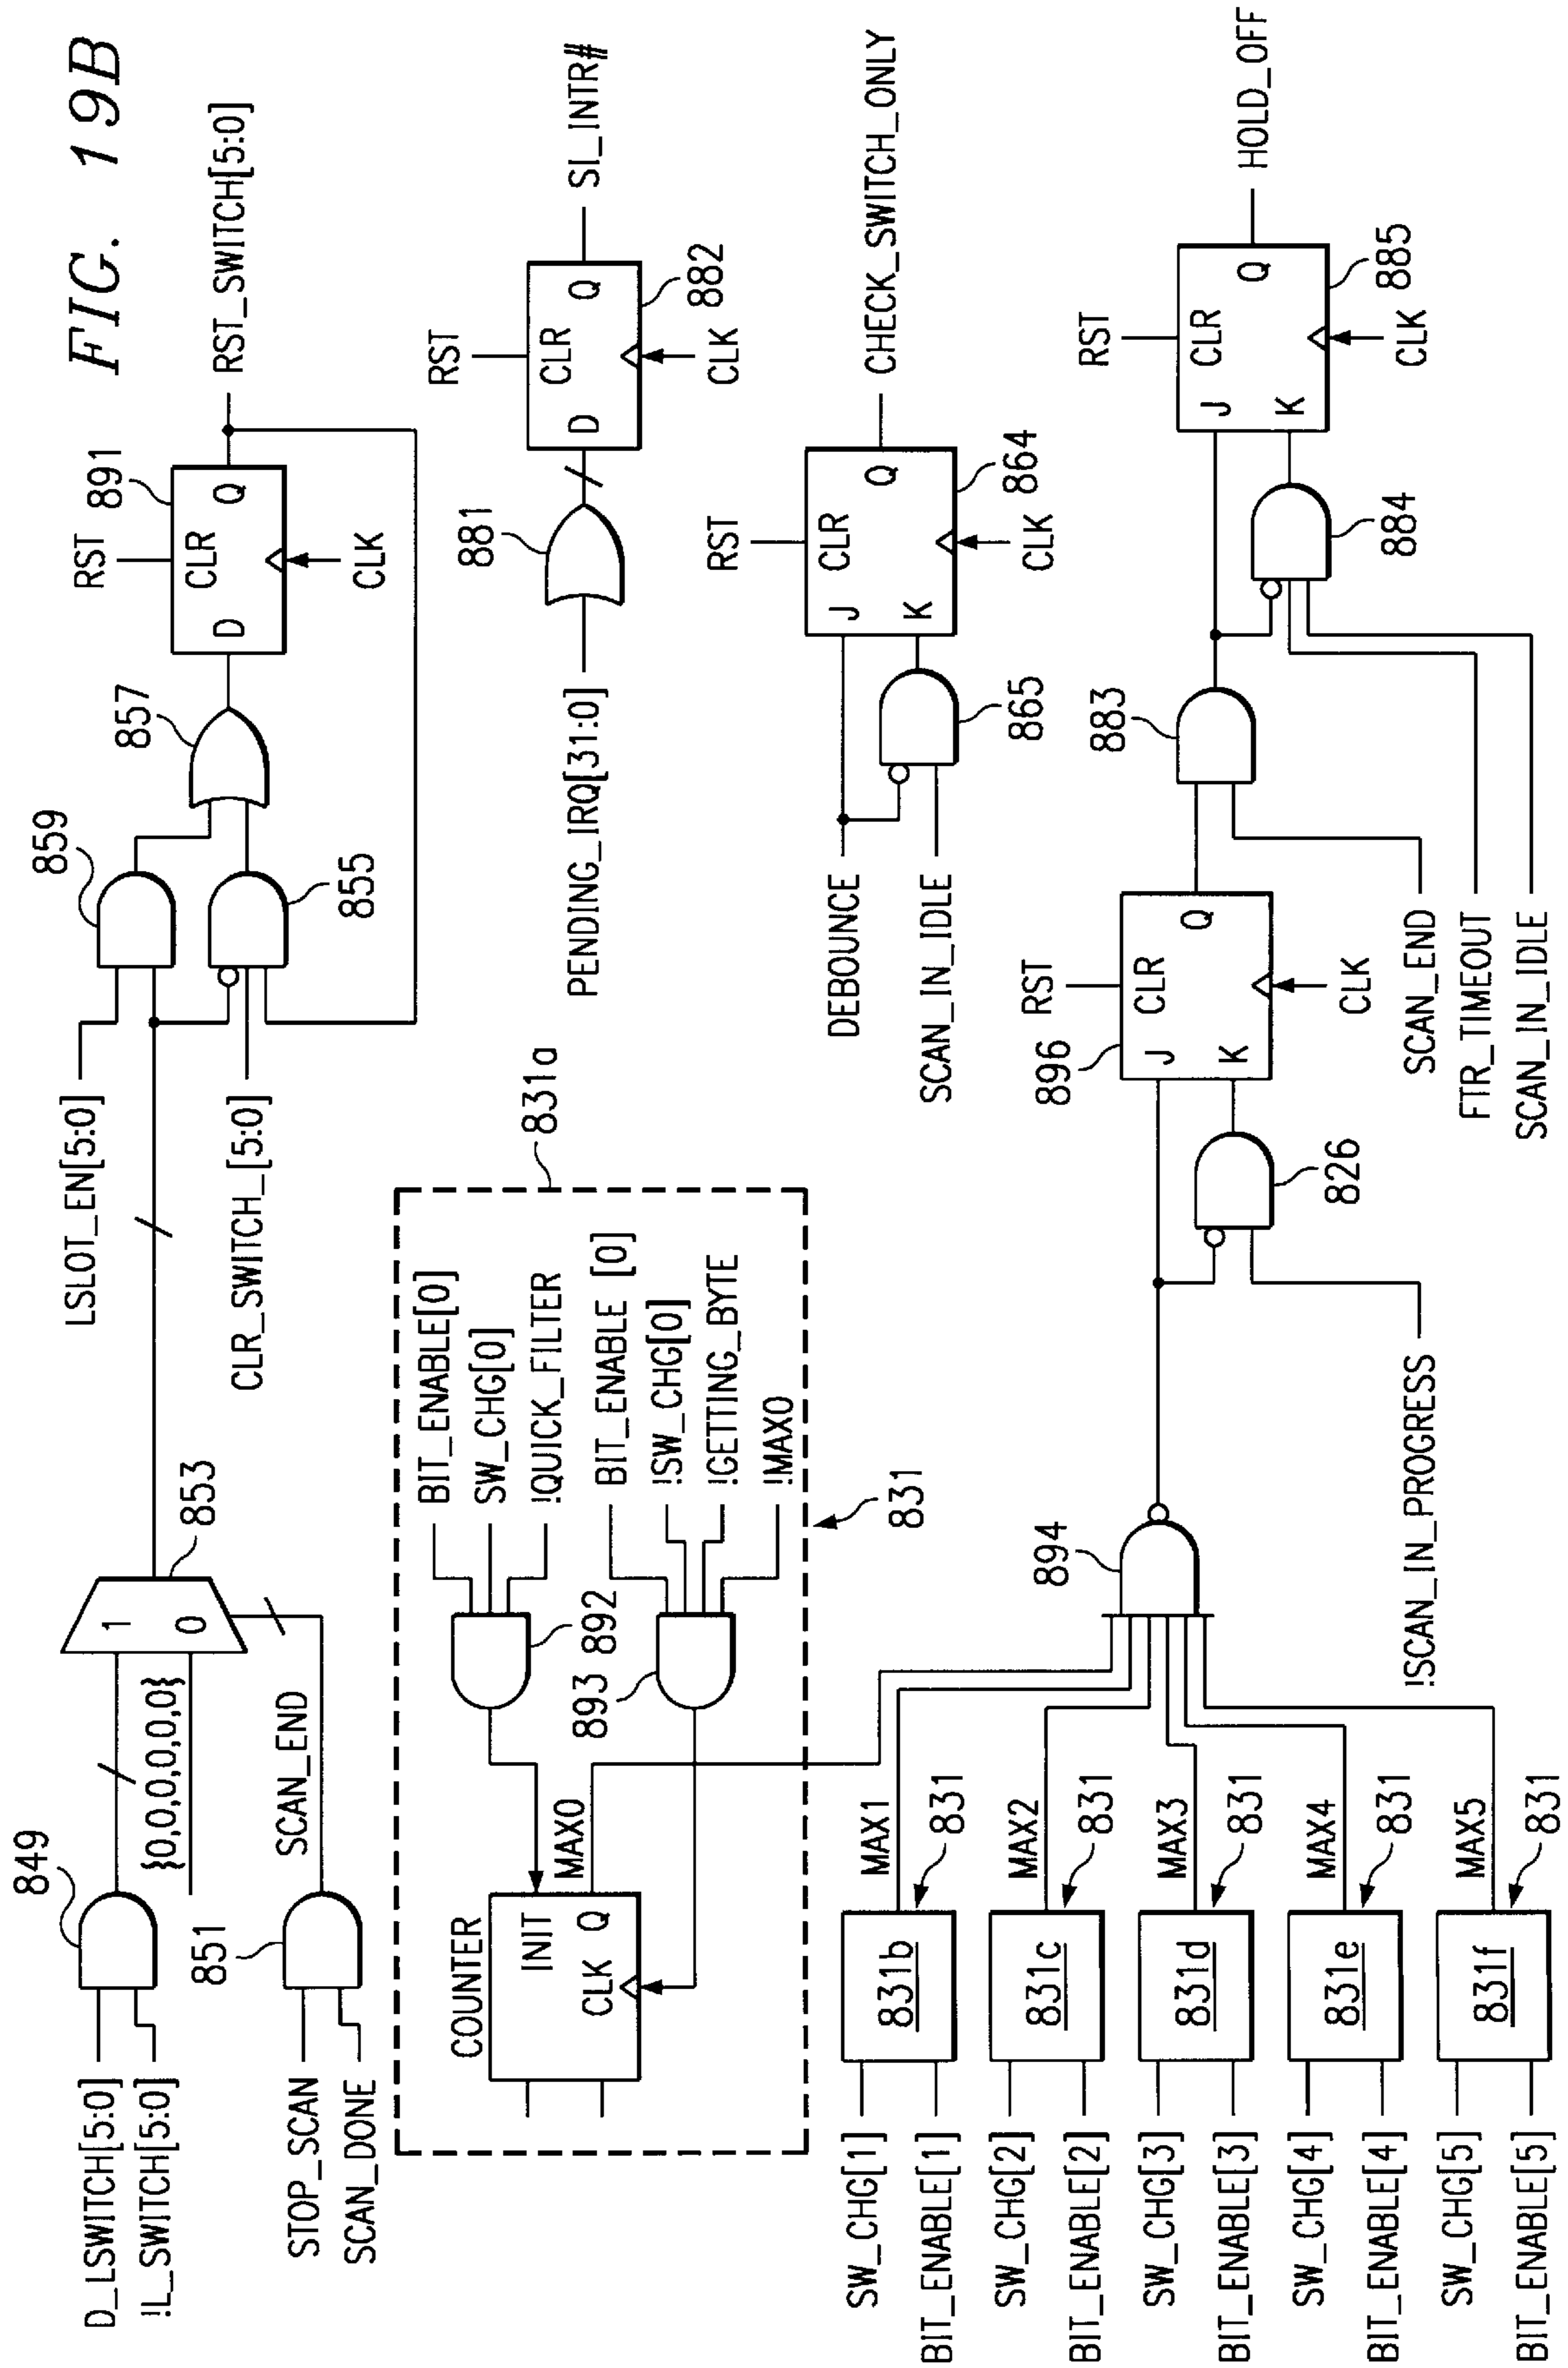 FIG. 19B
D_LSWITCH[5:0]
!L_SWITCH[5:0]
849
{0,0,0,0,0}
STOP_SCAN
SCAN_DONE
851
SCAN_END
1
0
853
LSLOT_EN[5:0]
CLR_SWITCH_[5:0]
859
855
857
RST
891
D
CLR
Q
CLK
RST_SWITCH[5:0]
831a
COUNTER
INIT
CLK
Q
MAX0
892
893
BIT_ENABLE[0]
SW_CHG[0]
!QUICK_FILTER
BIT_ENABLE [0]
!SW_CHG[0]
!GETTING_BYTE
!MAX0
831
PENDING_IRQ[31:0]
881
RST
D
CLR
Q
882
CLK
SI_INTR#
DEBOUNCE
SCAN_IN_IDLE
865
RST
J
CLR
K
Q
864
CLK
CHECK_SWITCH_ONLY
SW_CHG[1]
BIT_ENABLE[1]
831b
MAX1
831
SW_CHG[2]
BIT_ENABLE[2]
831c
MAX2
831
SW_CHG[3]
BIT_ENABLE[3]
831d
MAX3
831
SW_CHG[4]
BIT_ENABLE[4]
831e
MAX4
831
SW_CHG[5]
BIT_ENABLE[5]
831f
MAX5
831
894
!SCAN_IN_PROGRESS
826
896
RST
J
CLR
K
Q
CLK
883
SCAN_END
FTR_TIMEOUT
SCAN_IN_IDLE
884
RST
J
CLR
K
Q
885
CLK
HOLD_OFF